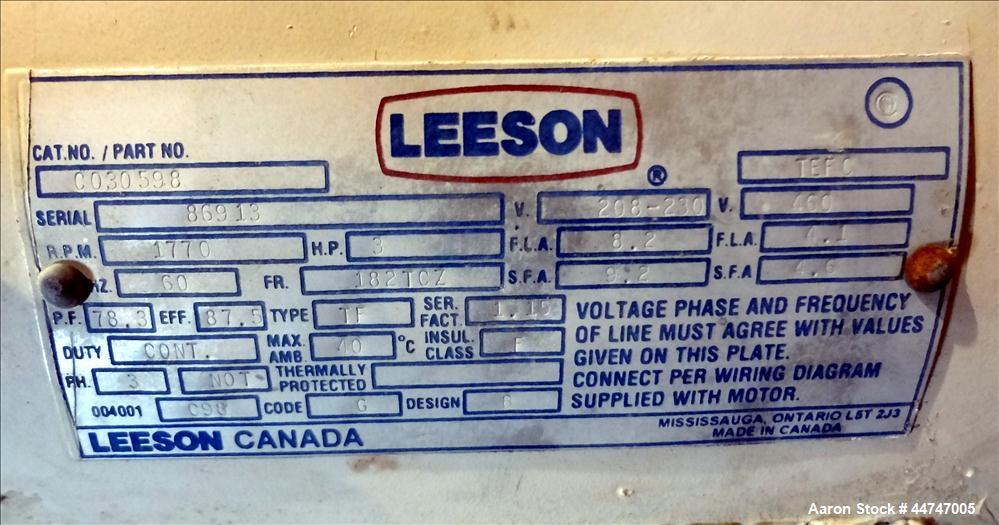 LEESON
®
CAT.NO. / PART NO.
C030598
TEFC
SERIAL 86913 V. 208-230 V. 460
R.P.M. 1770 H.P. 3 F.L.A. 8.2 F.L.A. 4.1
HZ. 60 FR. 182TCZ S.F.A. 9.2 S.F.A 4.6
P.F. 78.3 EFF. 87.5 TYPE TF SER. FACT. 1.15
DUTY CONT. MAX. AMB. 40 °C INSUL. CLASS F
PH. 3 NOT THERMALLY PROTECTED
004001 C98 CODE G DESIGN B
VOLTAGE PHASE AND FREQUENCY
OF LINE MUST AGREE WITH VALUES
GIVEN ON THIS PLATE.
CONNECT PER WIRING DIAGRAM
SUPPLIED WITH MOTOR.
LEESON CANADA
MISSISSAUGA, ONTARIO L5T 2J3
MADE IN CANADA
Aaron Stock # 44747005